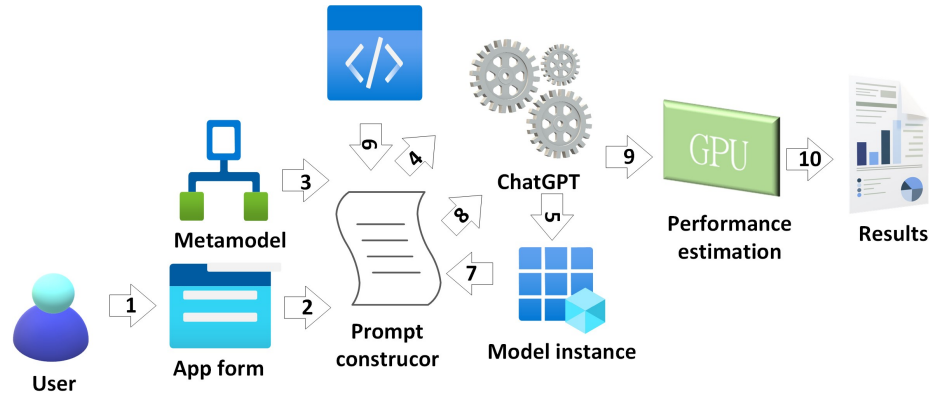 6
4
ChatGPT
9
GPU
10
3
Metamodel
8
5
Performance
estimation
Results
1
2
7
User
App form
Prompt
construcor
Model instance